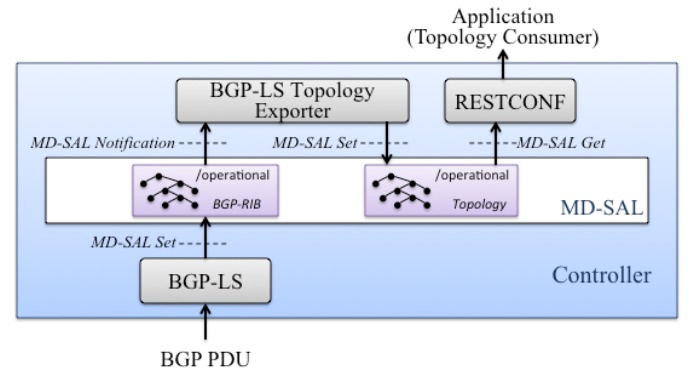 Application
(Topology Consumer)
BGP-LS Topology
Exporter
RESTCONF
MD-SAL Notification
MD-SAL Set
MD-SAL Get
/operational
BGP-RIB
/operational
Topology
MD-SAL
MD-SAL Set
BGP-LS
Controller
BGP PDU